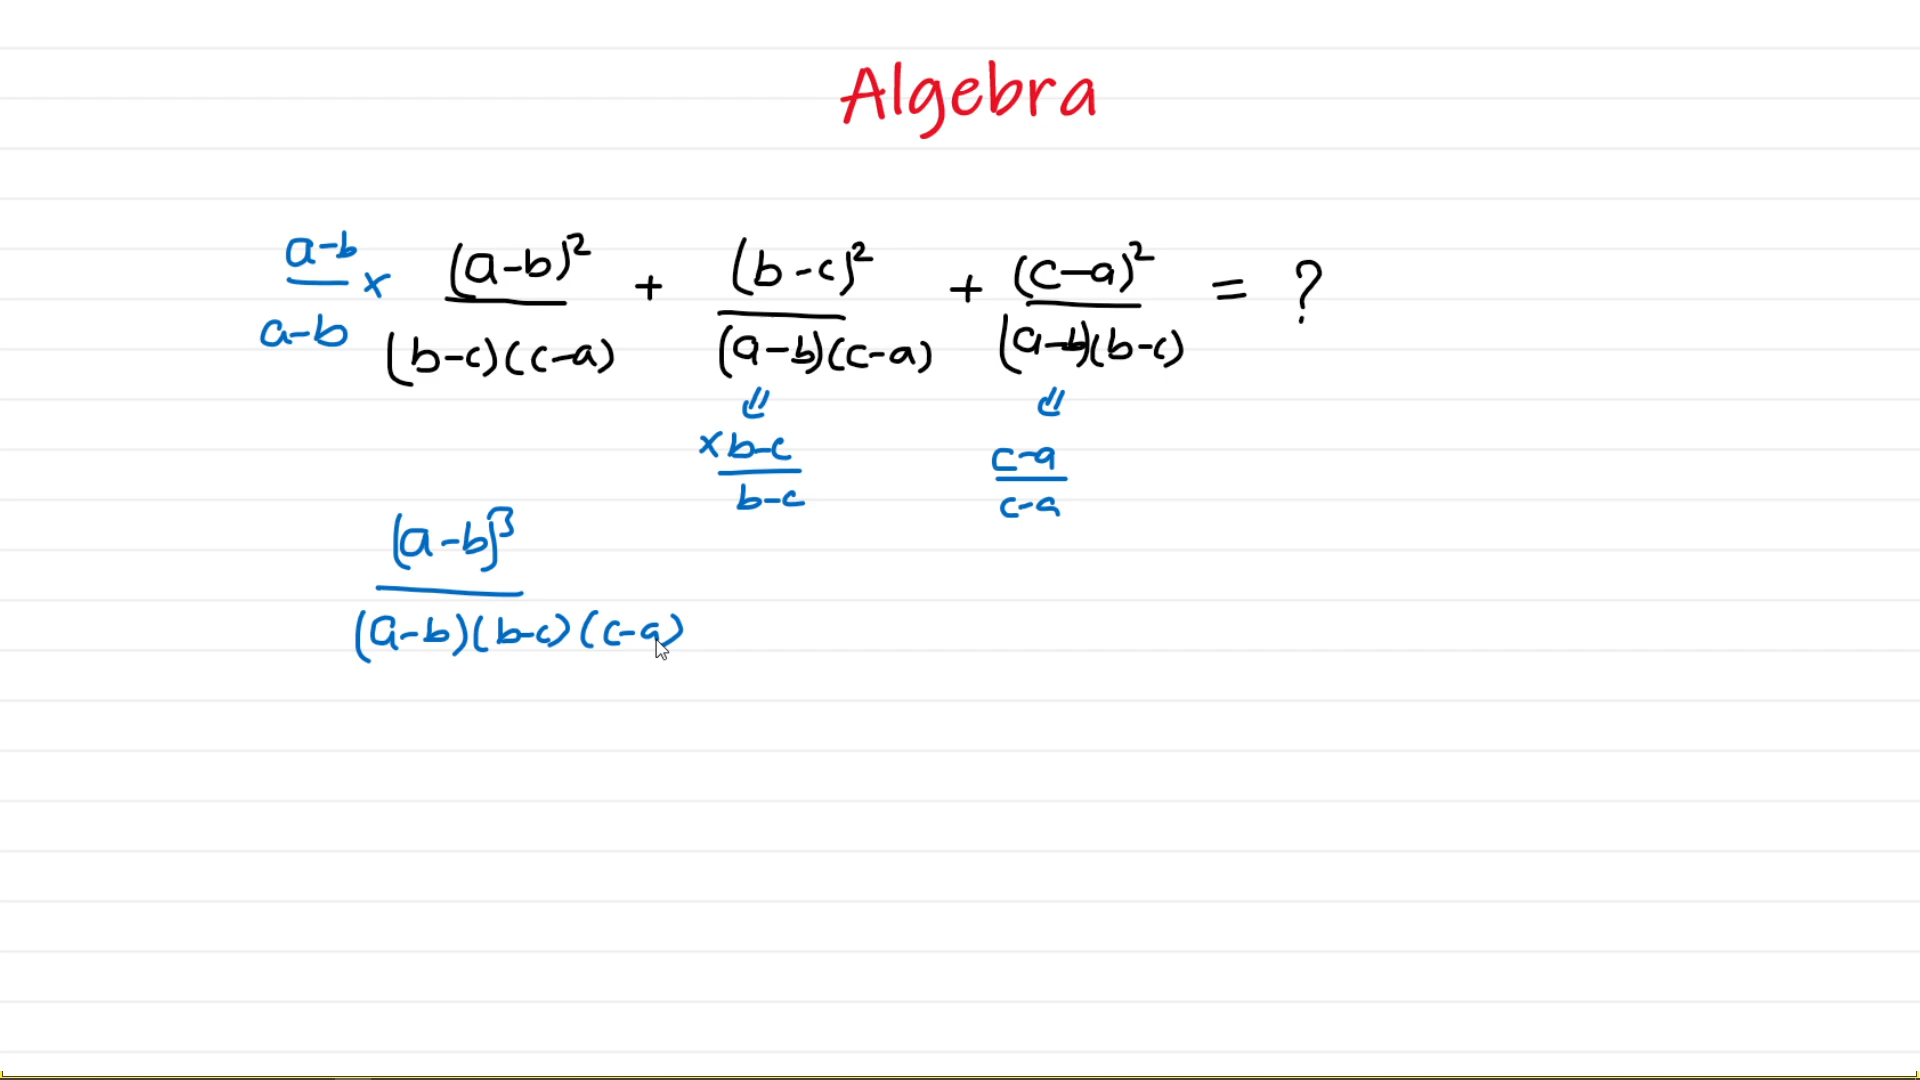 Algebra
a-b/a-b × (a-b)²/(b-c)(c-a) + (b-c)²/(a-b)(c-a) + (c-a)²/(a-b)(b-c) = ?
⇓ ⇓
× b-c/b-c c-a/c-a
(a-b)³/(a-b)(b-c)(c-a)